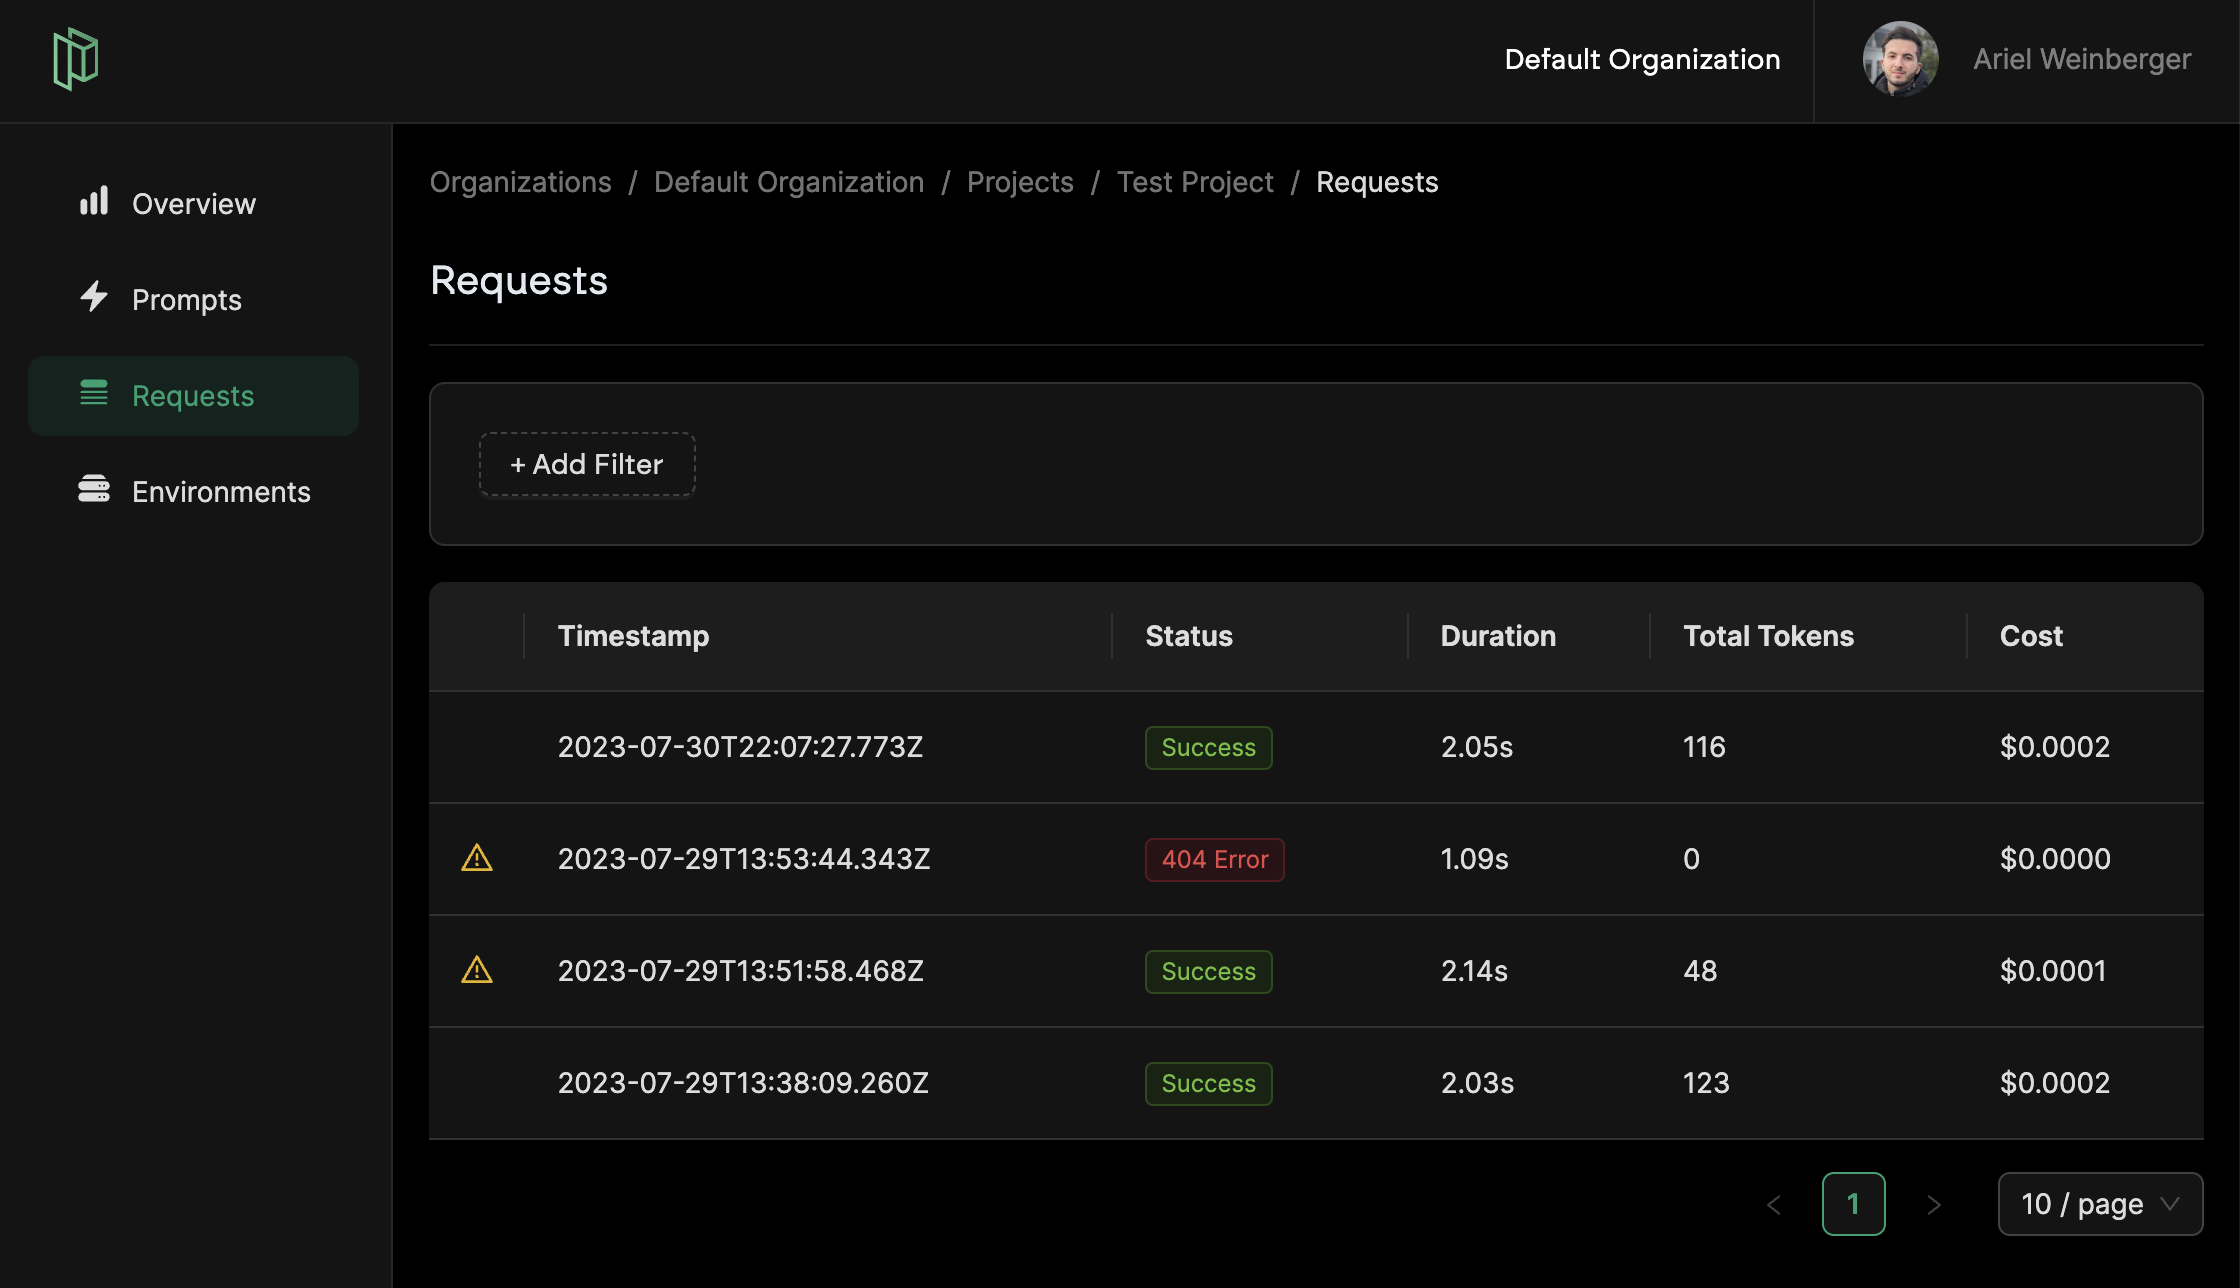 Default Organization
Ariel Weinberger
Overview
Prompts
Requests
Environments
Organizations / Default Organization / Projects / Test Project / Requests
Requests
+ Add Filter
Timestamp Status Duration Total Tokens Cost
2023-07-30T22:07:27.773Z Success 2.05s 116 $0.0002
2023-07-29T13:53:44.343Z 404 Error 1.09s 0 $0.0000
2023-07-29T13:51:58.468Z Success 2.14s 48 $0.0001
2023-07-29T13:38:09.260Z Success 2.03s 123 $0.0002
< 1 > 10 / page